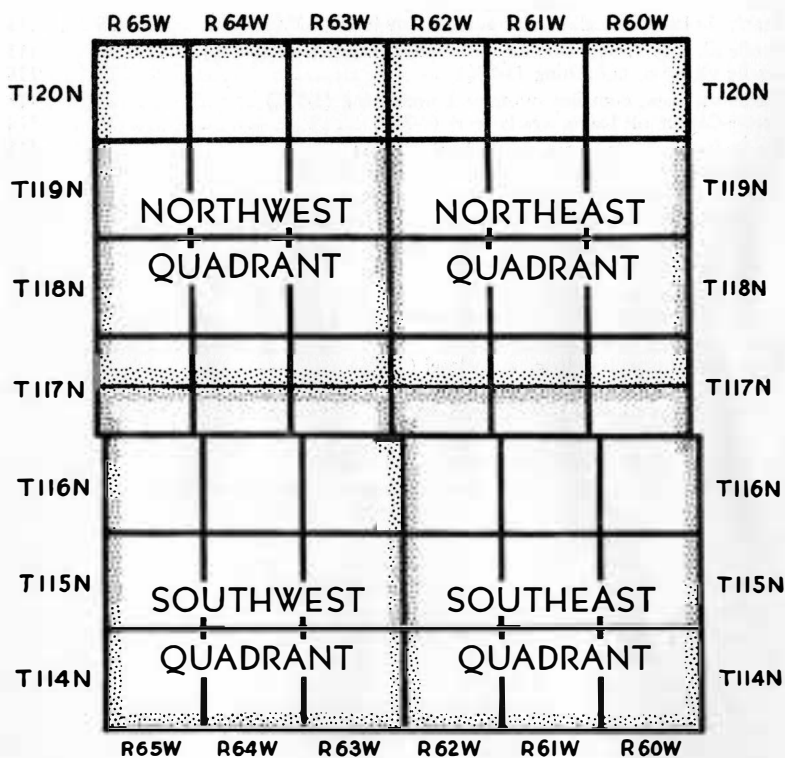 R65W R64W R63W R62W R61W R60W
T120N T120N
T119N NORTHWEST NORTHEAST T119N
T118N QUADRANT QUADRANT T118N
T117N T117N
T116N T116N
T115N SOUTHWEST SOUTHEAST T115N
T114N QUADRANT QUADRANT T114N
R65W R64W R63W R62W R61W R60W